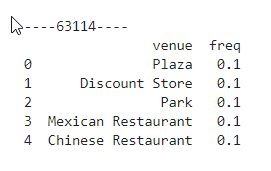 ----63114----
venue freq
0 Plaza 0.1
1 Discount Store 0.1
2 Park 0.1
3 Mexican Restaurant 0.1
4 Chinese Restaurant 0.1